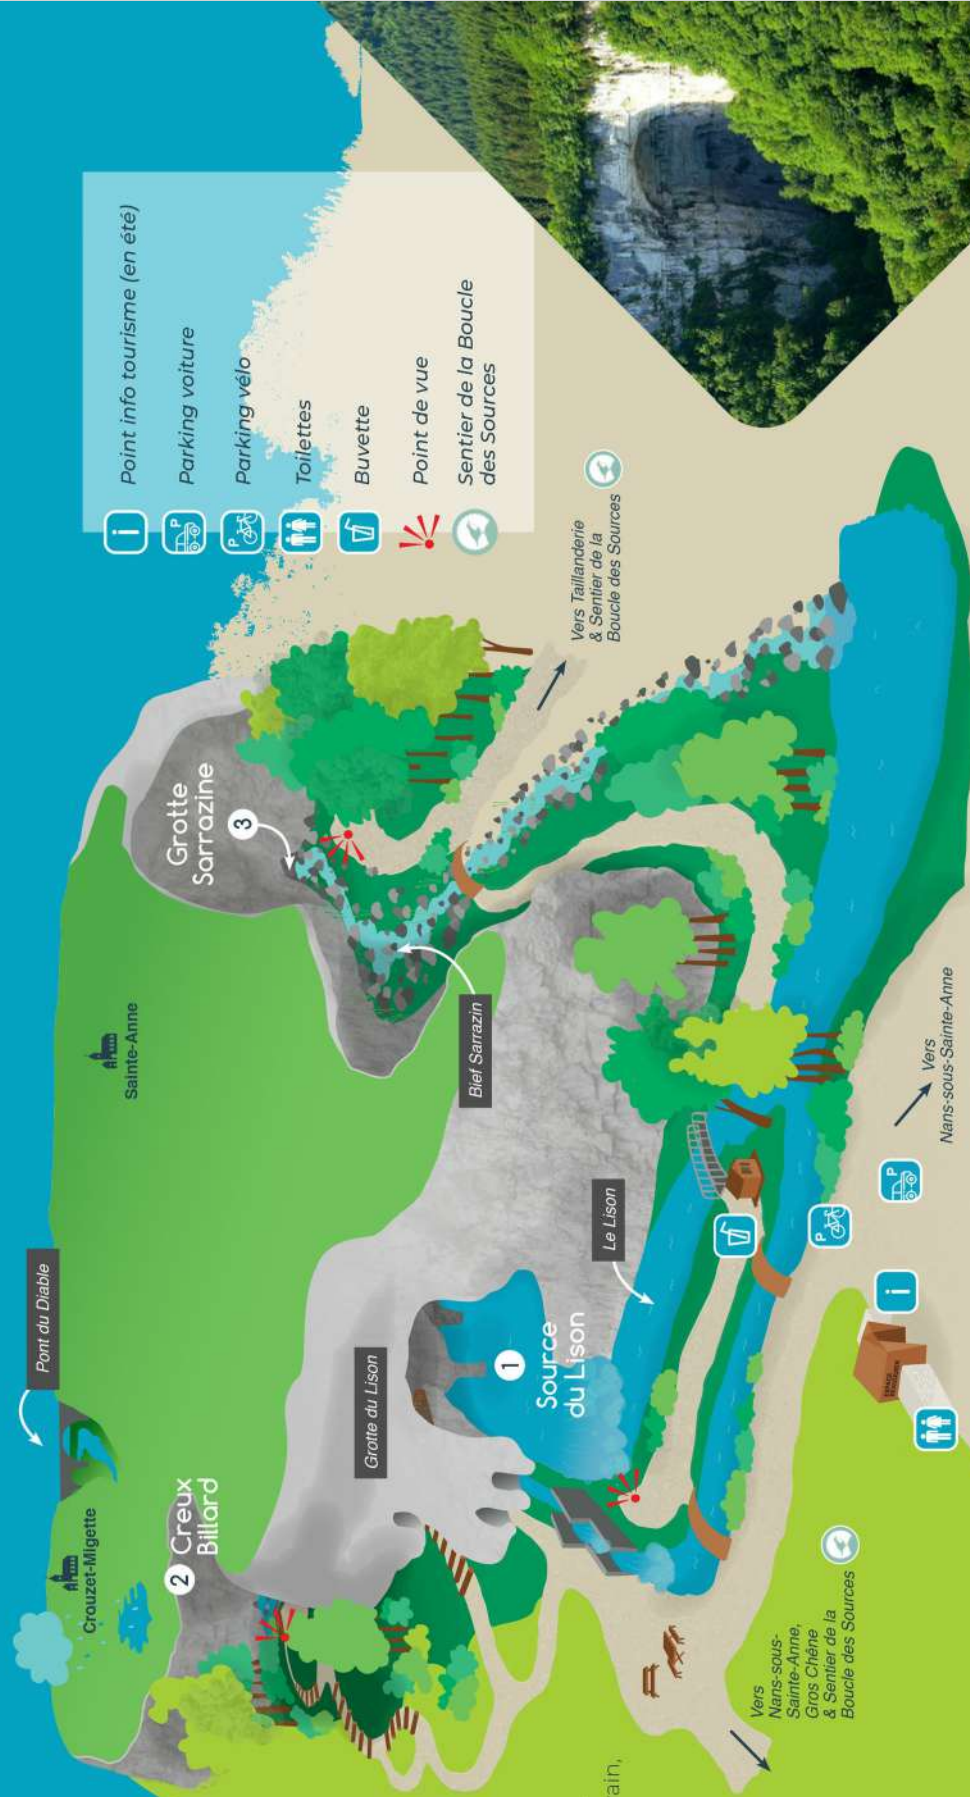 Pont du Diable
Crouzet-Migette
Sainte-Anne
2 Creux
Billard
Grotte du Lison
1
Source
du Lison
Le Lison
Bief Sarrazin
Grotte
Sarrazine
3
i Point info tourisme (en été)
P Parking voiture
P Parking vélo
Toilettes
Buvette
Point de vue
Sentier de la Boucle
des Sources
Vers Taillanderie
& Sentier de la
Boucle des Sources
Vers
Nans-sous-Sainte-Anne
P
P
i
ESPACE
Vers
Nans-sous-
Sainte-Anne,
Gros Chêne
& Sentier de la
Boucle des Sources
ain,